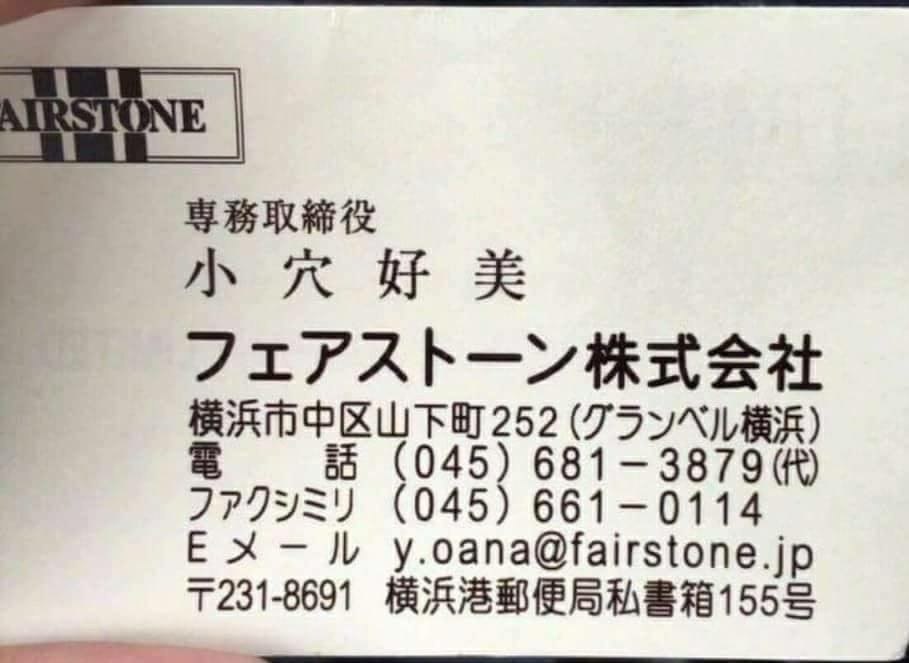 FAIRSTONE
専務取締役
小穴好美
フェアストーン株式会社
横浜市中区山下町252(グランベル横浜)
電話 (045) 681-3879(代)
ファクシミリ (045) 661-0114
Eメール y.oana@fairstone.jp
〒231-8691 横浜港郵便局私書箱155号